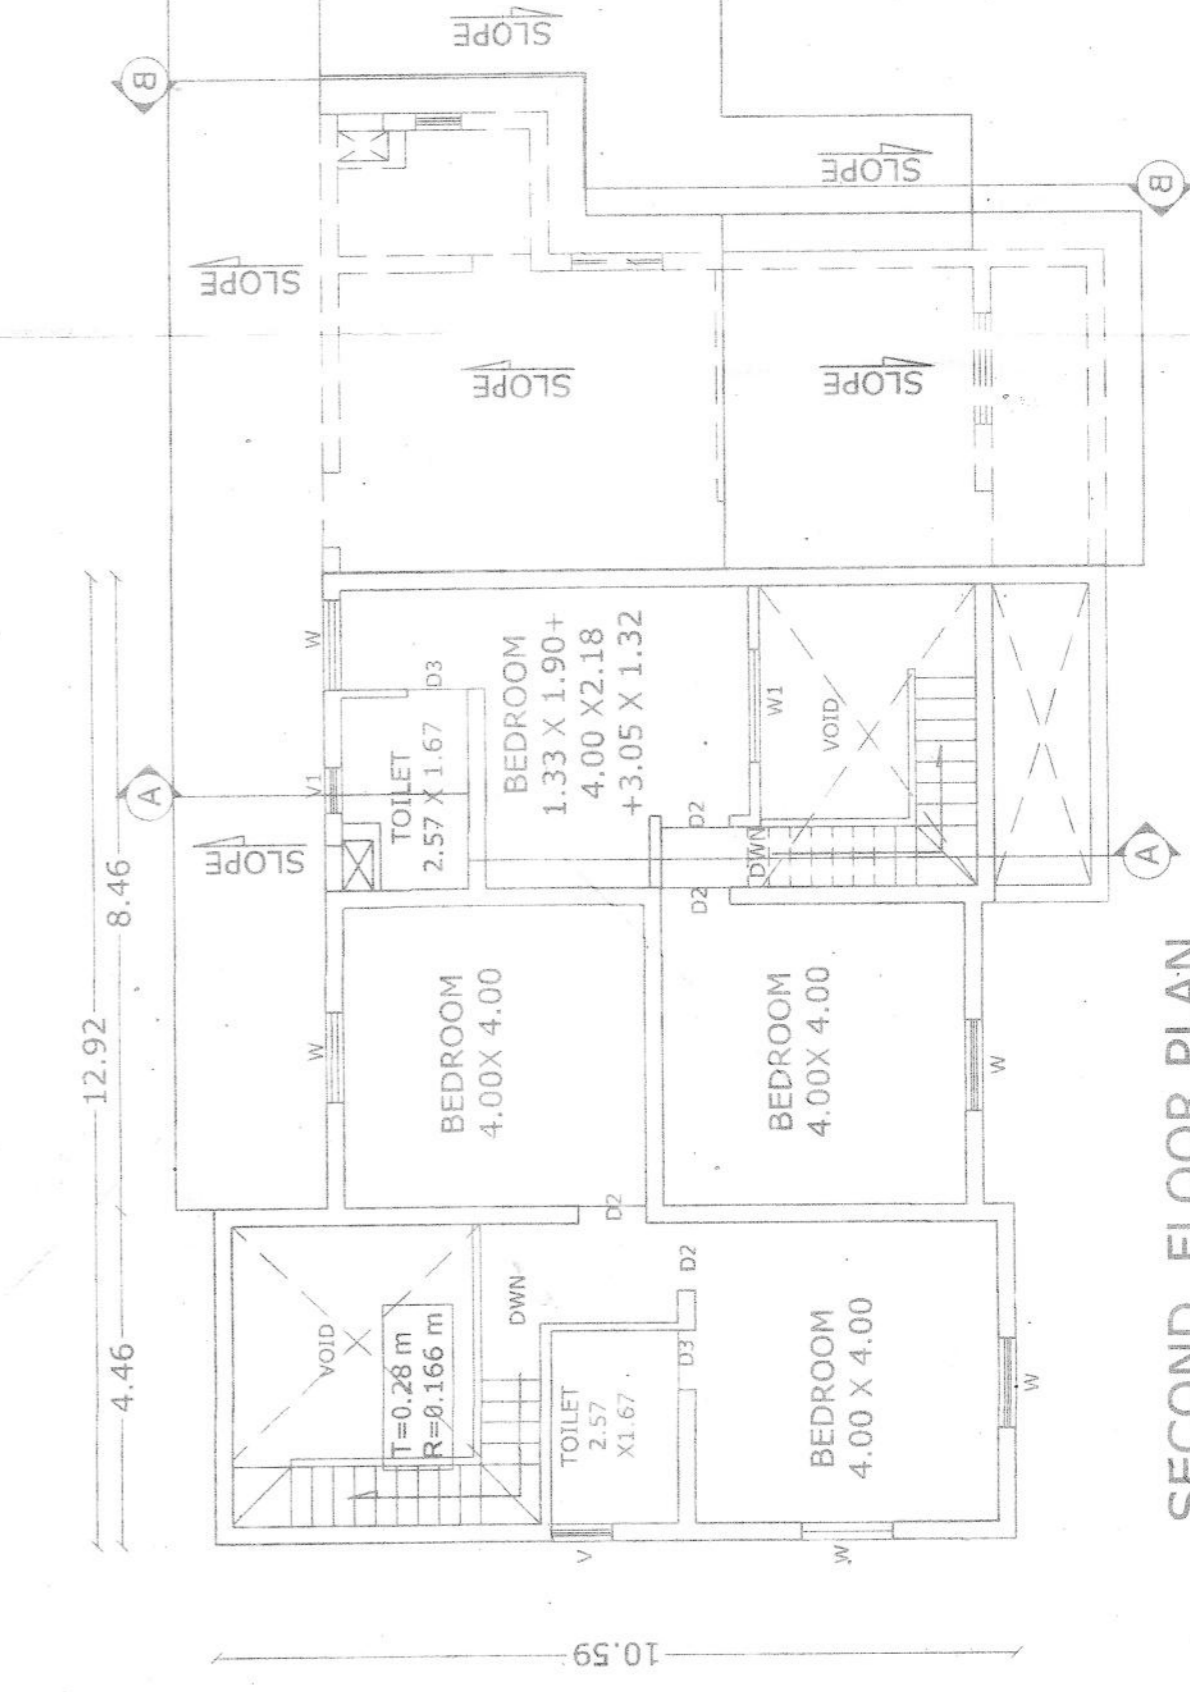 SLOPE
B
SLOPE
B
SLOPE
SLOPE
SLOPE
12.92
8.46
4.46
W
D3
BEDROOM
1.33 X 1.90+
4.00 X2.18
+3.05 X 1.32
W1
VOID
A
V1
TOILET
2.57 X 1.67
D2
DWN
SLOPE
A
D2
W
BEDROOM
4.00X 4.00
BEDROOM
4.00X 4.00
W
D2
D2
VOID
T=0.28 m
R=0.166 m
DWN
D3
TOILET
2.57
X1.67
BEDROOM
4.00 X 4.00
W
V
W
10.59
SECOND FLOOR PLAN